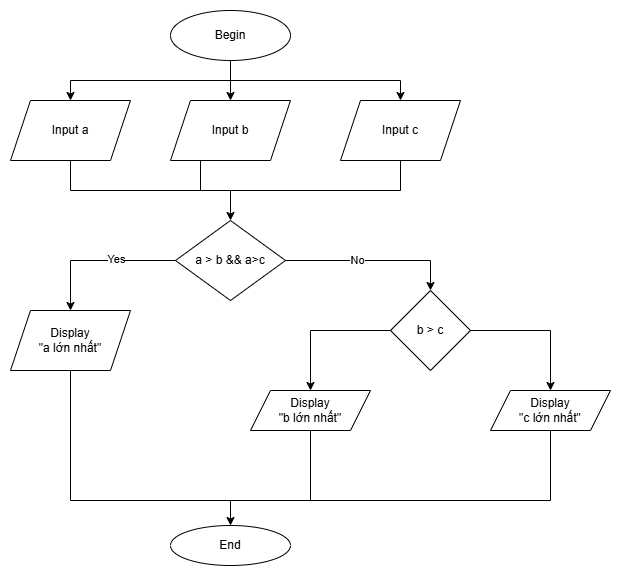 Begin
Input a
Input b
Input c
a > b && a>c
Yes
No
b > c
Display
"a lớn nhất"
Display
"b lớn nhất"
Display
"c lớn nhất"
End